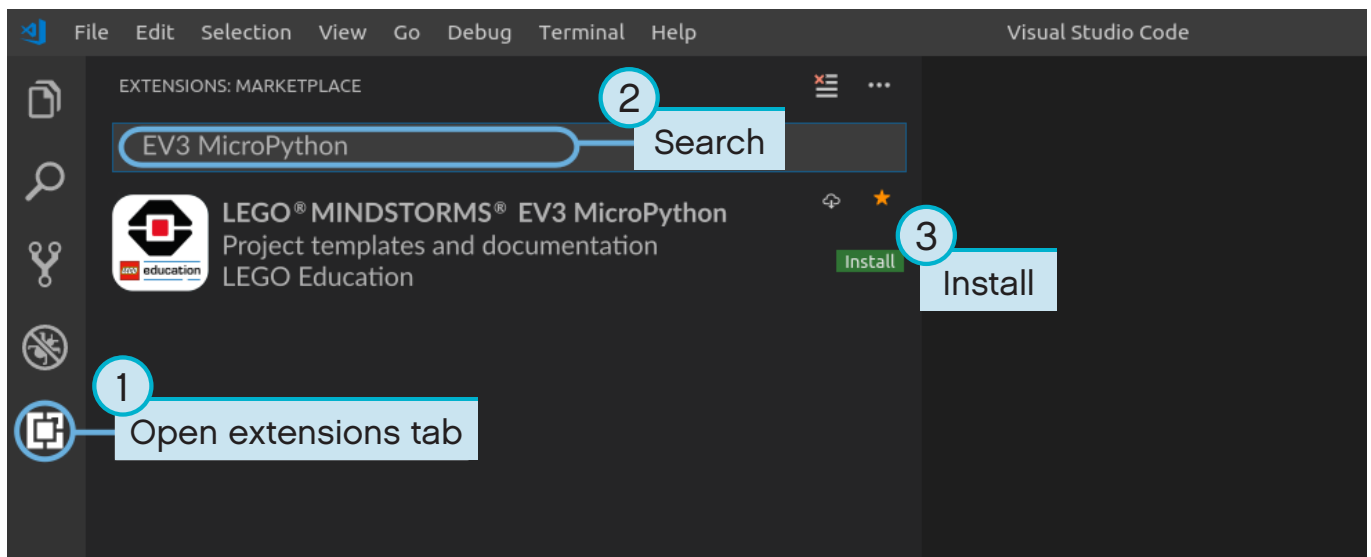 File Edit Selection View Go Debug Terminal Help Visual Studio Code
EXTENSIONS: MARKETPLACE
2
Search
EV3 MicroPython
LEGO® MINDSTORMS® EV3 MicroPython
Project templates and documentation
LEGO Education
LEGO education
Install
3
Install
1
Open extensions tab